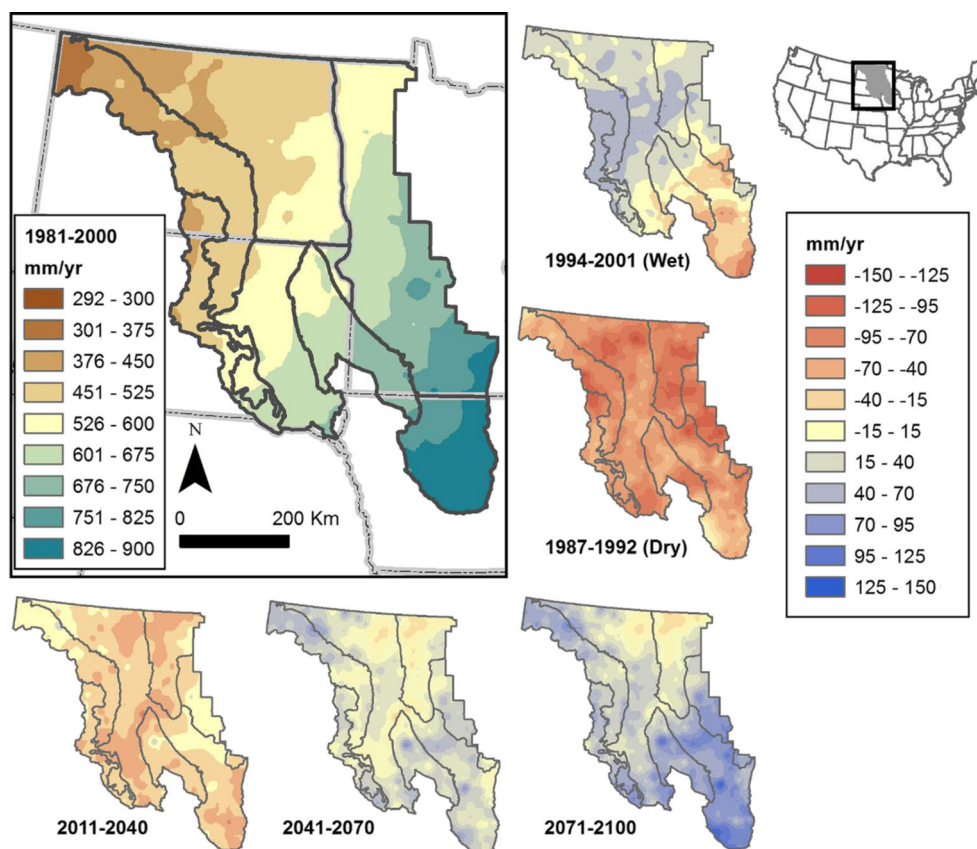 1981-2000
mm/yr
292 - 300
301 - 375
376 - 450
451 - 525
526 - 600
601 - 675
676 - 750
751 - 825
826 - 900
N
0 200 Km
1994-2001 (Wet)
1987-1992 (Dry)
mm/yr
-150 - -125
-125 - -95
-95 - -70
-70 - -40
-40 - -15
-15 - 15
15 - 40
40 - 70
70 - 95
95 - 125
125 - 150
2011-2040
2041-2070
2071-2100